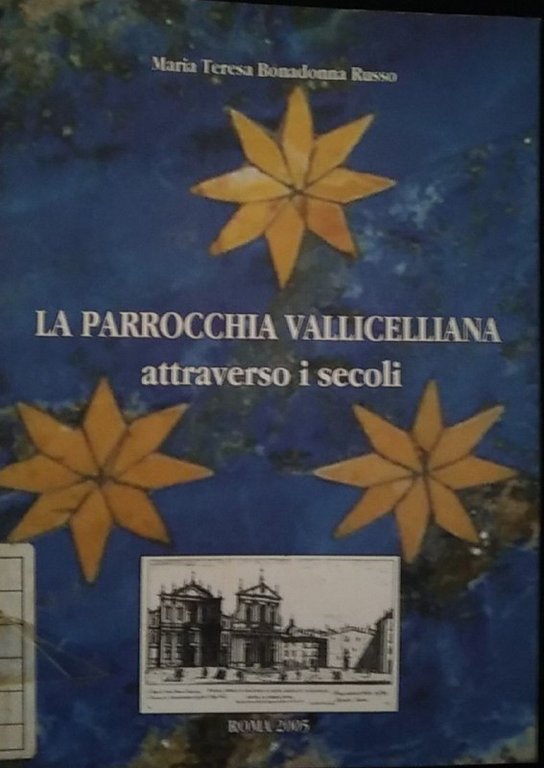 Maria Teresa Bonadonna Russo
LA PARROCCHIA VALLICELLIANA
attraverso i secoli
ROMA 2005